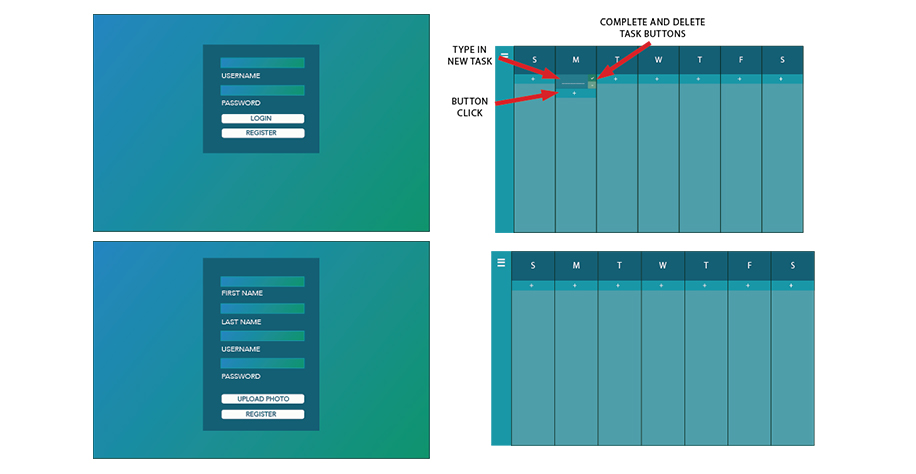 USERNAME
PASSWORD
LOGIN
REGISTER
COMPLETE AND DELETE
TASK BUTTONS
TYPE IN
NEW TASK
BUTTON
CLICK
S M T W T F S
+ + + + + +
+
FIRST NAME
LAST NAME
USERNAME
PASSWORD
UPLOAD PHOTO
REGISTER
S M T W T F S
+ + + + + + +